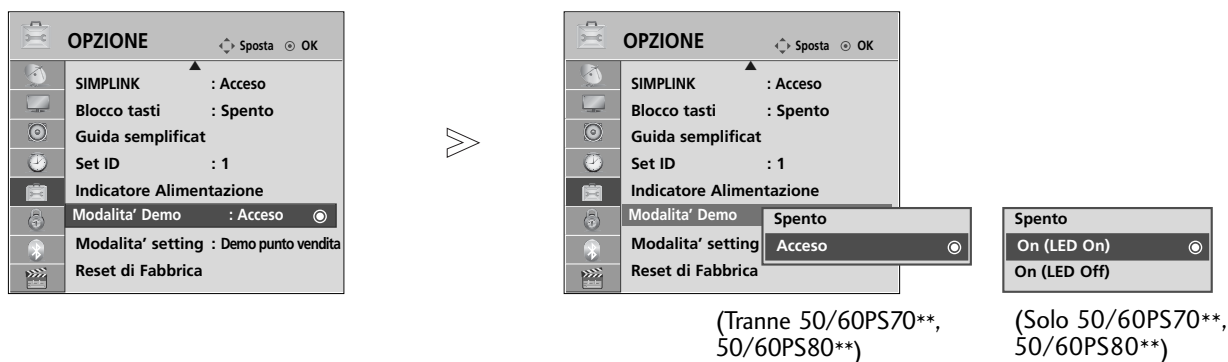 OPZIONE Sposta OK
SIMPLINK : Acceso
Blocco tasti : Spento
Guida semplificat
Set ID : 1
Indicatore Alimentazione
Modalita’ Demo : Acceso
Modalita’ setting : Demo punto vendita
Reset di Fabbrica
OPZIONE Sposta OK
SIMPLINK : Acceso
Blocco tasti : Spento
Guida semplificat
Set ID : 1
Indicatore Alimentazione
Modalita’ Demo
Modalita’ setting
Reset di Fabbrica
Spento
Acceso
(Tranne 50/60PS70**,
50/60PS80**)
Spento
On (LED On)
On (LED Off)
(Solo 50/60PS70**,
50/60PS80**)